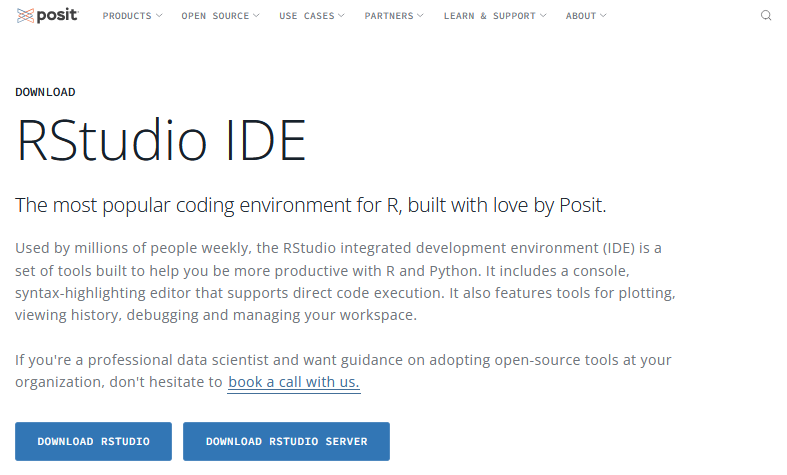 posit
PRODUCTS OPEN SOURCE USE CASES PARTNERS LEARN & SUPPORT ABOUT
DOWNLOAD
RStudio IDE
The most popular coding environment for R, built with love by Posit.
Used by millions of people weekly, the RStudio integrated development environment (IDE) is a
set of tools built to help you be more productive with R and Python. It includes a console,
syntax-highlighting editor that supports direct code execution. It also features tools for plotting,
viewing history, debugging and managing your workspace.
If you're a professional data scientist and want guidance on adopting open-source tools at your
organization, don't hesitate to book a call with us.
DOWNLOAD RSTUDIO DOWNLOAD RSTUDIO SERVER